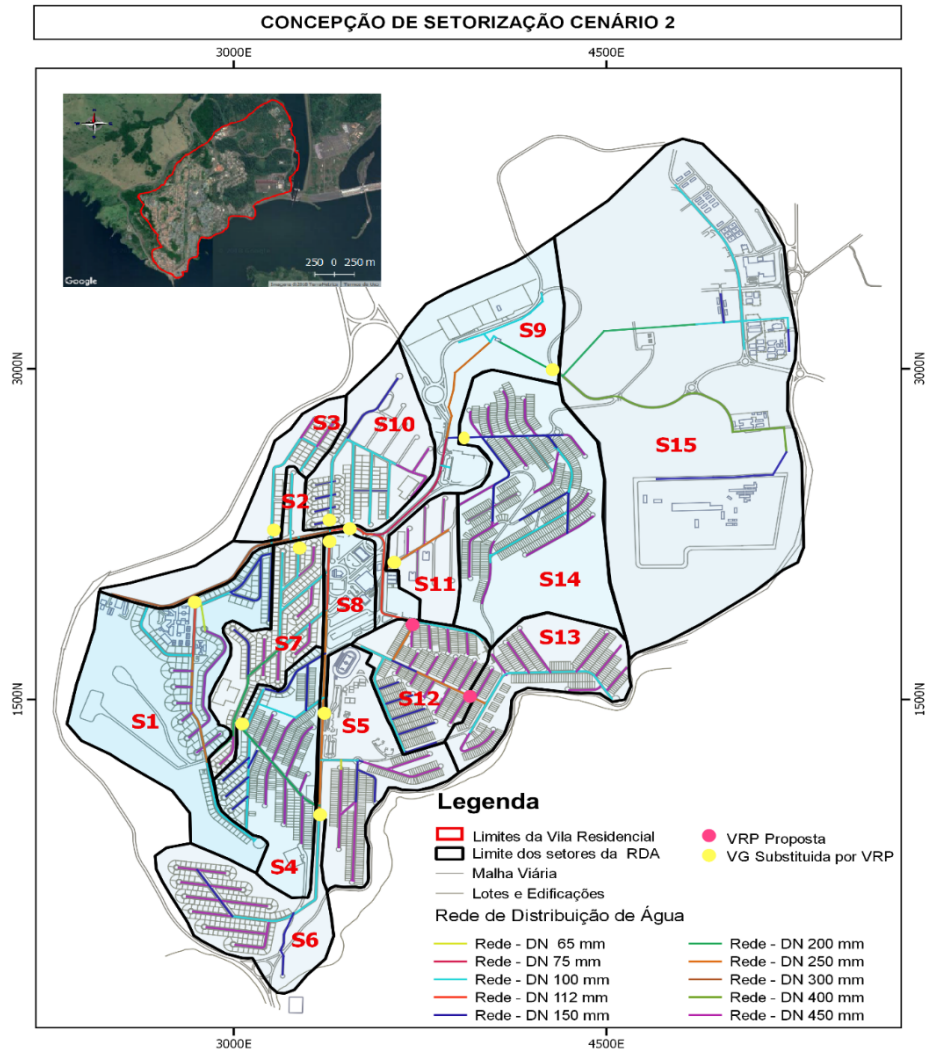 CONCEPÇÃO DE SETORIZAÇÃO CENÁRIO 2
3000E 4500E
250 0 250 m
Google
3000N 3000N
S9
S3 S10
S15
S2
S11
S14
S8
S7
S13
1500N 1500N
S12
S1 S5
S4
S6
Legenda
Limites da Vila Residencial
Limite dos setores da RDA
Malha Viária
Lotes e Edificações
VRP Proposta
VG Substituida por VRP
Rede de Distribuição de Água
Rede - DN 65 mm
Rede - DN 75 mm
Rede - DN 100 mm
Rede - DN 112 mm
Rede - DN 150 mm
Rede - DN 200 mm
Rede - DN 250 mm
Rede - DN 300 mm
Rede - DN 400 mm
Rede - DN 450 mm
3000E 4500E